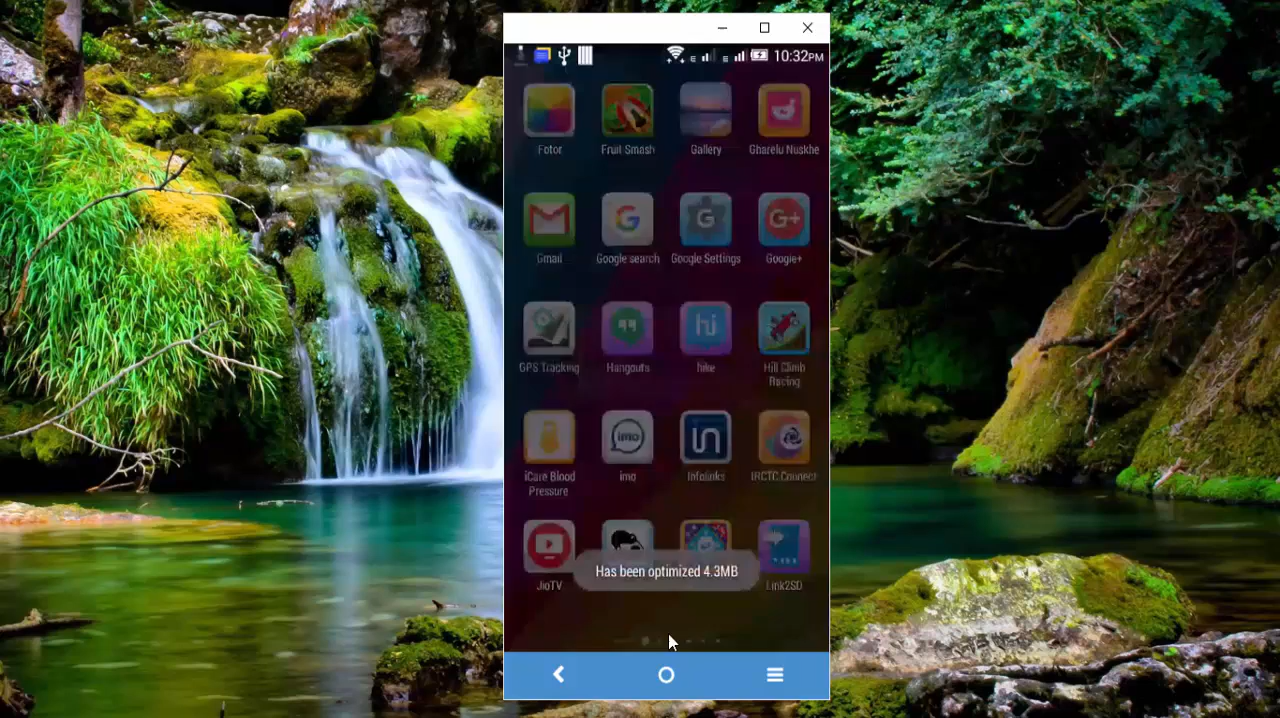 10:32PM
Fotor
Fruit Smash
Gallery
Gharelu Nuskhe
Gmail
Google search
Google Settings
Google+
GPS Tracking
Hangouts
hike
Hill Climb
Racing
iCare Blood
Pressure
imo
Infolinks
IRCTC Connect
JioTV
Link2SD
Has been optimized 4.3MB